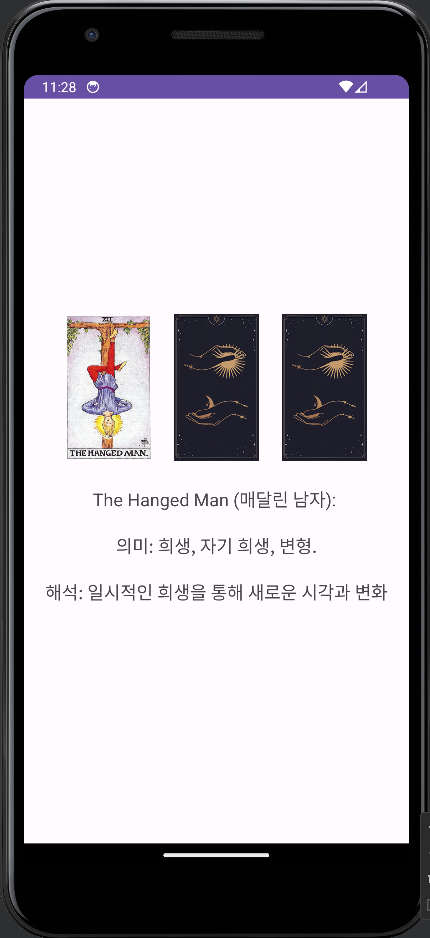 11:28
XII
THE HANGED MAN.
The Hanged Man (매달린 남자):
의미: 희생, 자기 희생, 변형.
해석: 일시적인 희생을 통해 새로운 시각과 변화